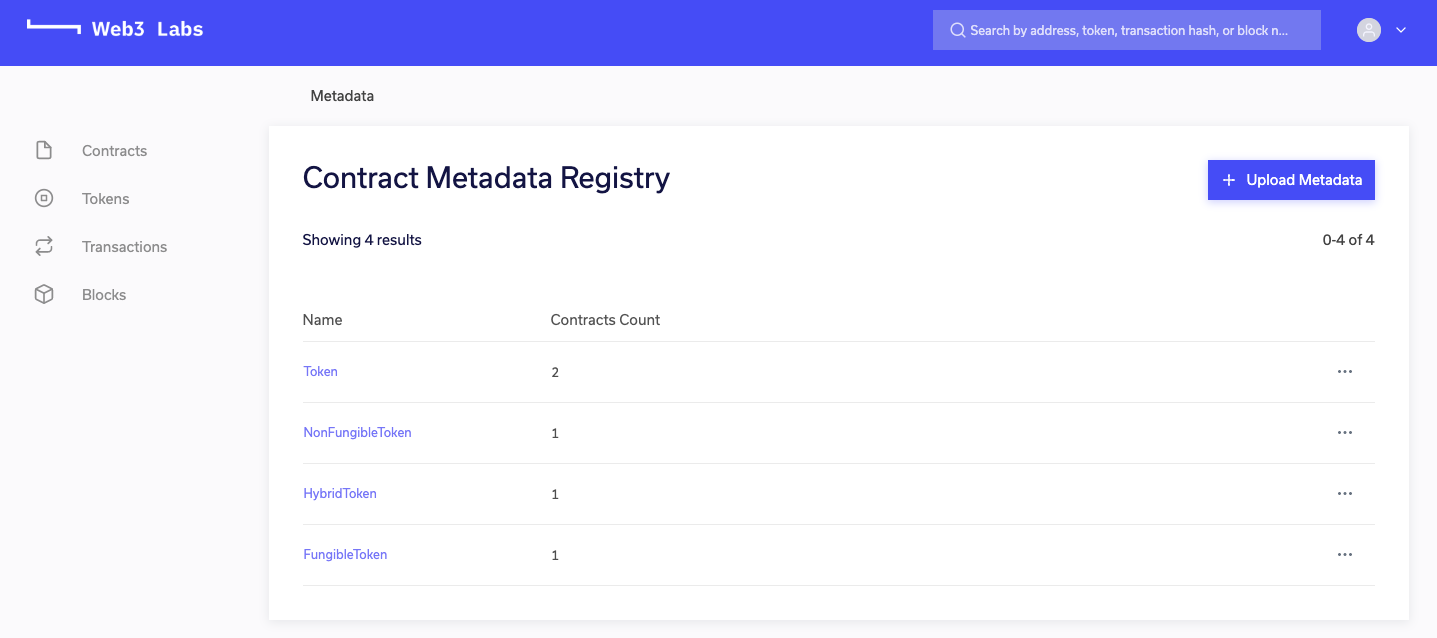 Web3 Labs
Search by address, token, transaction hash, or block n...
Metadata
Contracts
Tokens
Transactions
Blocks
Contract Metadata Registry
+ Upload Metadata
Showing 4 results
0-4 of 4
Name Contracts Count
Token 2 ...
NonFungibleToken 1 ...
HybridToken 1 ...
FungibleToken 1 ...